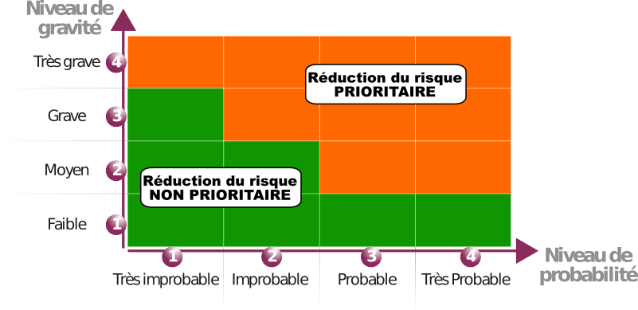 Niveau de
gravité
Très grave 4
Réduction du risque
PRIORITAIRE
Grave 3
Moyen 2
Réduction du risque
NON PRIORITAIRE
Faible 1
1 2 3 4
Très improbable Improbable Probable Très Probable
Niveau de
probabilité